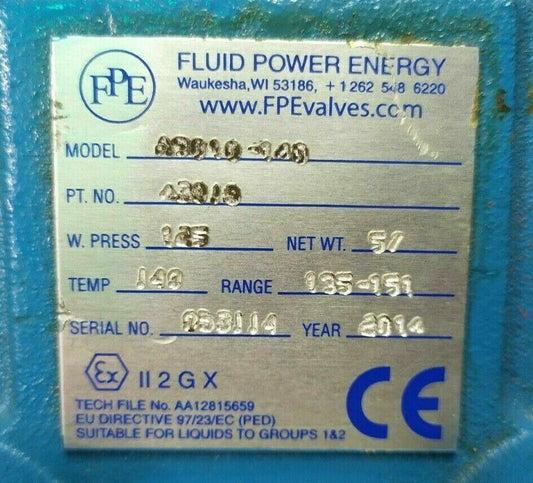 FPE
FLUID POWER ENERGY
Waukesha, WI 53186, +1 262 548 6220
www.FPEvalves.com
MODEL
PT. NO.
W. PRESS 125 NET WT.
TEMP 140 RANGE 135-151
SERIAL NO. YEAR 2014
Ex II 2 G X
TECH FILE No. AA12815659
EU DIRECTIVE 97/23/EC (PED)
SUITABLE FOR LIQUIDS TO GROUPS 1&2
CE